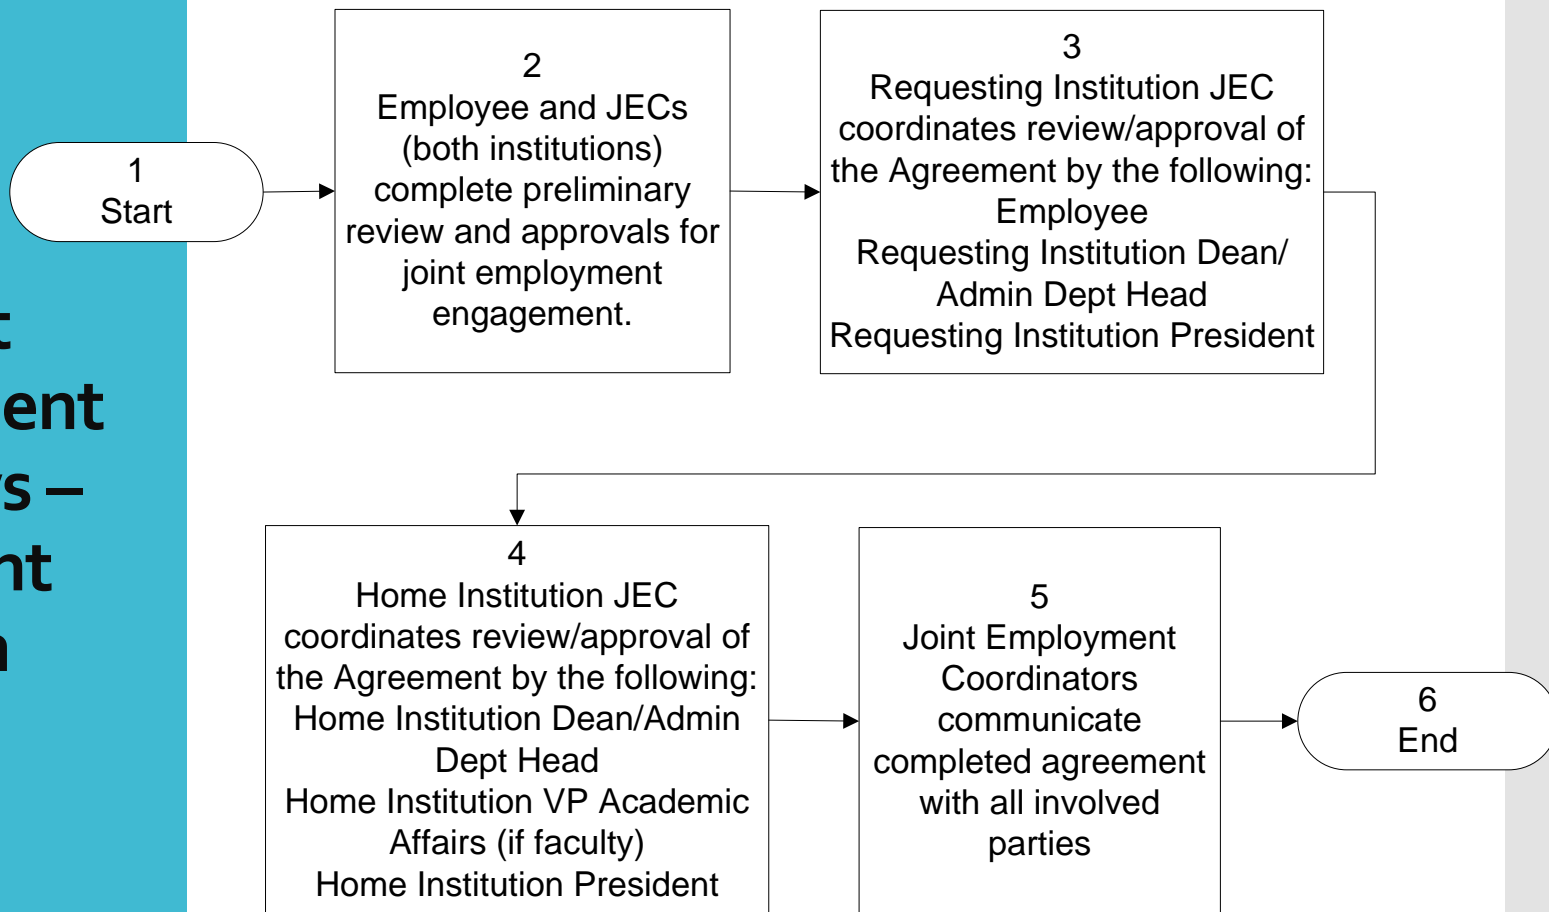 1
Start
2
Employee and JECs
(both institutions)
complete preliminary
review and approvals for
joint employment
engagement.
3
Requesting Institution JEC
coordinates review/approval of
the Agreement by the following:
Employee
Requesting Institution Dean/
Admin Dept Head
Requesting Institution President
4
Home Institution JEC
coordinates review/approval of
the Agreement by the following:
Home Institution Dean/Admin
Dept Head
Home Institution VP Academic
Affairs (if faculty)
Home Institution President
5
Joint Employment
Coordinators
communicate
completed agreement
with all involved
parties
6
End